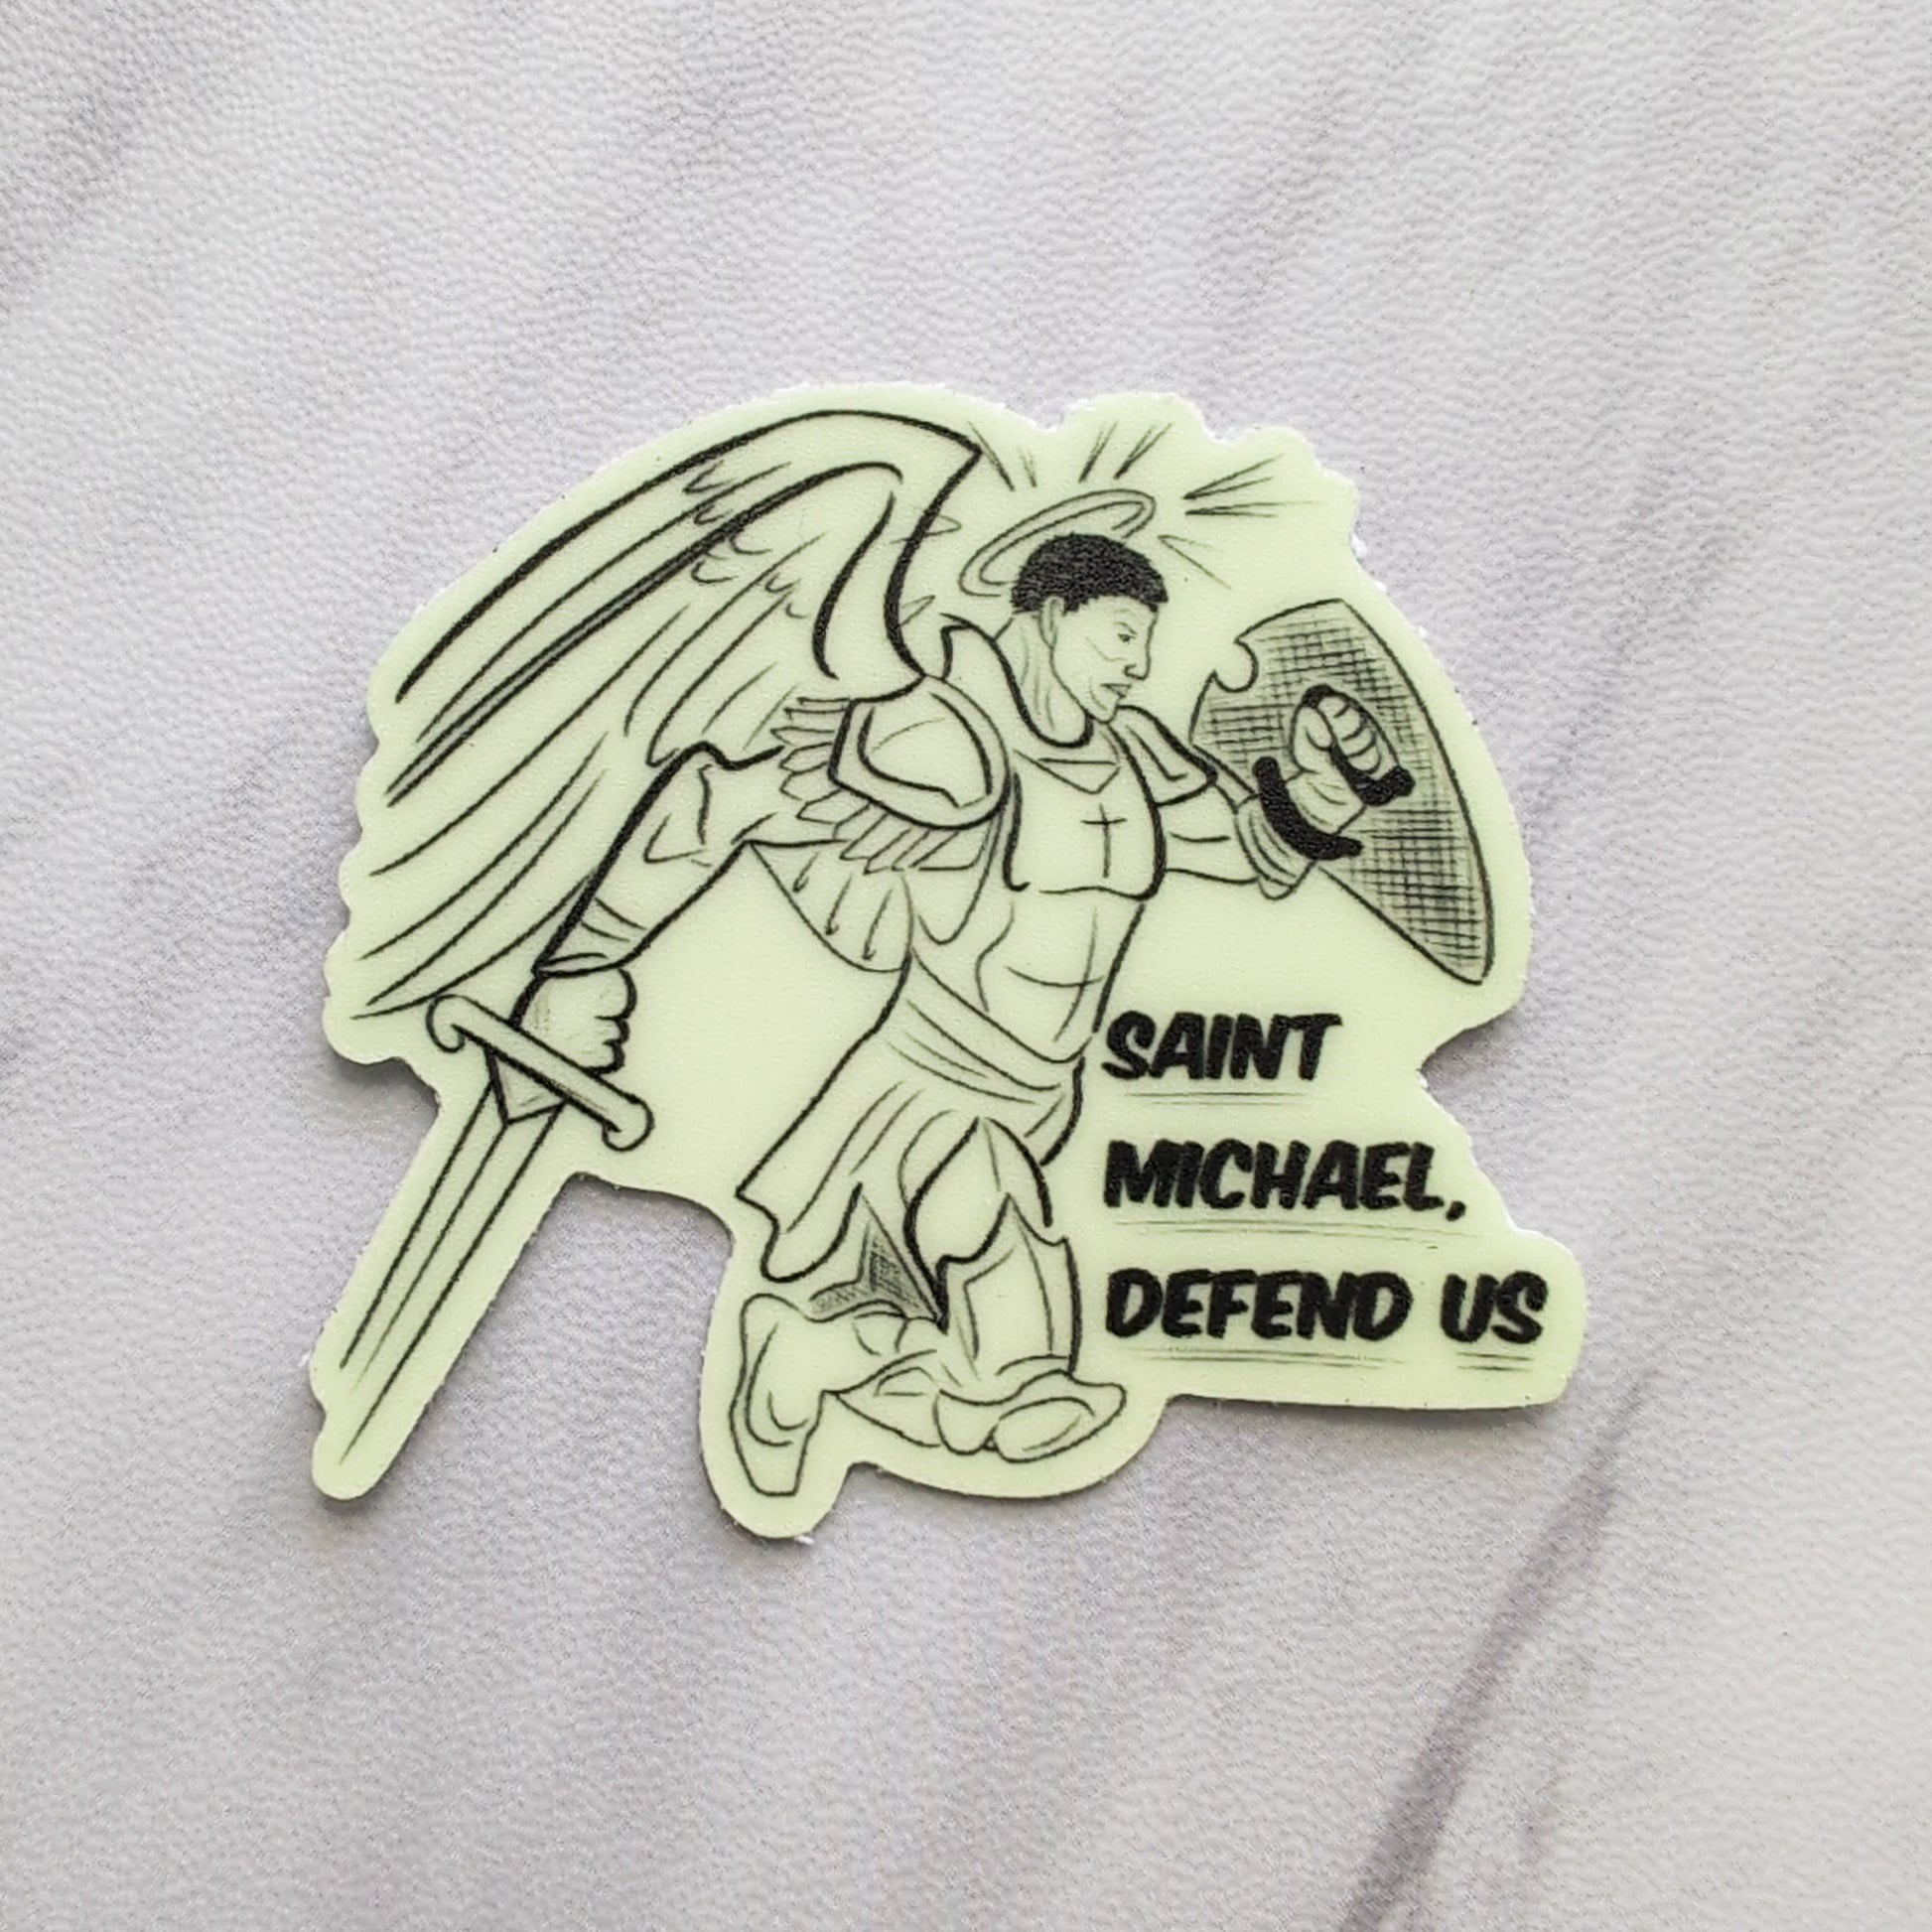 SAINT
MICHAEL,
DEFEND US